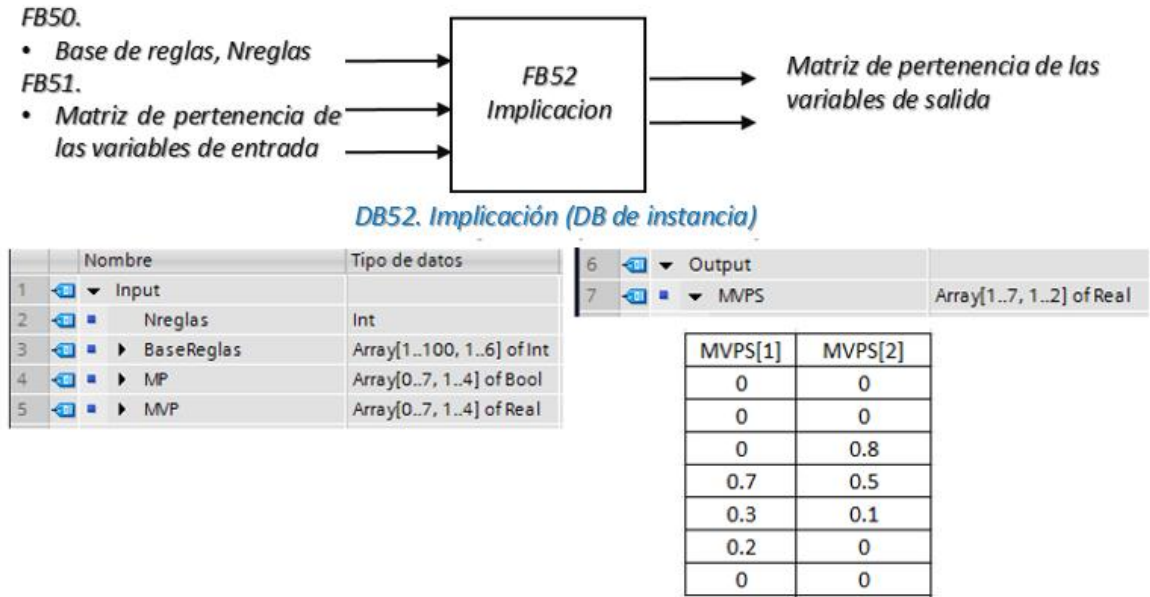 FB50.
• Base de reglas, Nreglas
FB51.
• Matriz de pertenencia de
las variables de entrada
FB52
Implicacion
Matriz de pertenencia de las
variables de salida
DB52. Implicación (DB de instancia)
Nombre Tipo de datos
1 Input
2 Nreglas Int
3 BaseReglas Array[1..100, 1..6] of Int
4 MP Array[0..7, 1..4] of Bool
5 MVP Array[0..7, 1..4] of Real
6 Output
7 MVPS Array[1..7, 1..2] of Real
MVPS[1] MVPS[2]
0 0
0 0
0 0.8
0.7 0.5
0.3 0.1
0.2 0
0 0